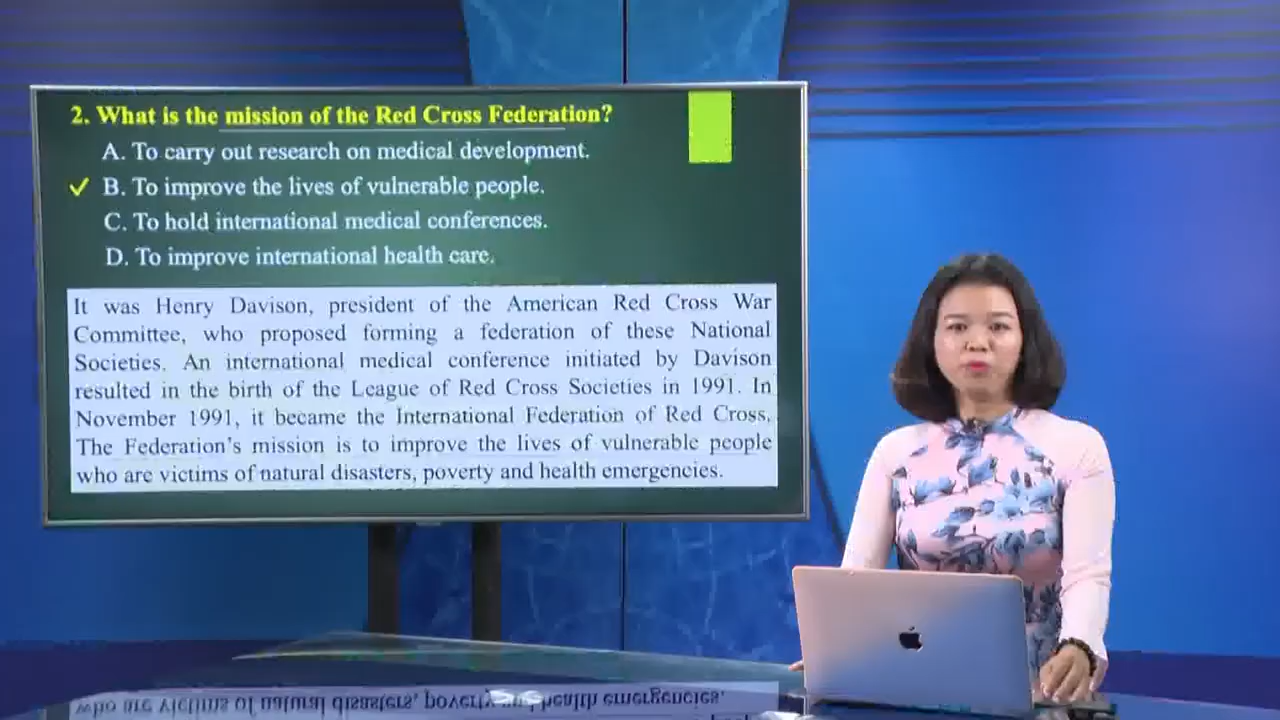 2. What is the mission of the Red Cross Federation?
A. To carry out research on medical development.
B. To improve the lives of vulnerable people.
C. To hold international medical conferences.
D. To improve international health care.
It was Henry Davison, president of the American Red Cross War
Committee, who proposed forming a federation of these National
Societies. An international medical conference initiated by Davison
resulted in the birth of the League of Red Cross Societies in 1991. In
November 1991, it became the International Federation of Red Cross.
The Federation's mission is to improve the lives of vulnerable people
who are victims of natural disasters, poverty and health emergencies.